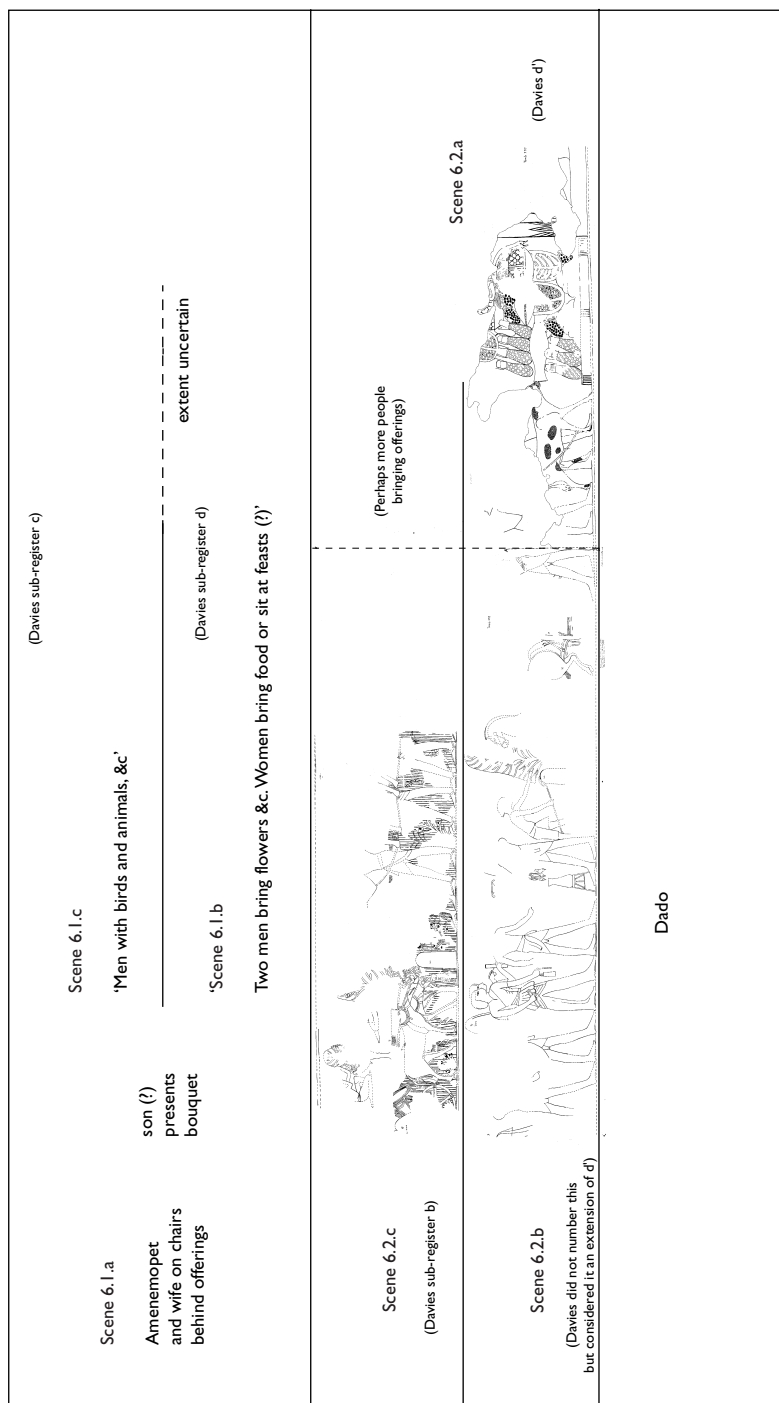 (Davies sub-register c)
Scene 6.1.c
'Men with birds and animals, &c'
Scene 6.1.a
Amenemopet
and wife on chairs
behind offerings
son (?)
presents
bouquet
extent uncertain
(Davies sub-register d)
'Scene 6.1.b
Two men bring flowers &c. Women bring food or sit at feasts (?)'
(Perhaps more people
bringing offerings)
Scene 6.2.c
(Davies sub-register b)
Scene 6.2.a
(Davies d')
Scene 6.2.b
(Davies did not number this
but considered it an extension of d')
Dado